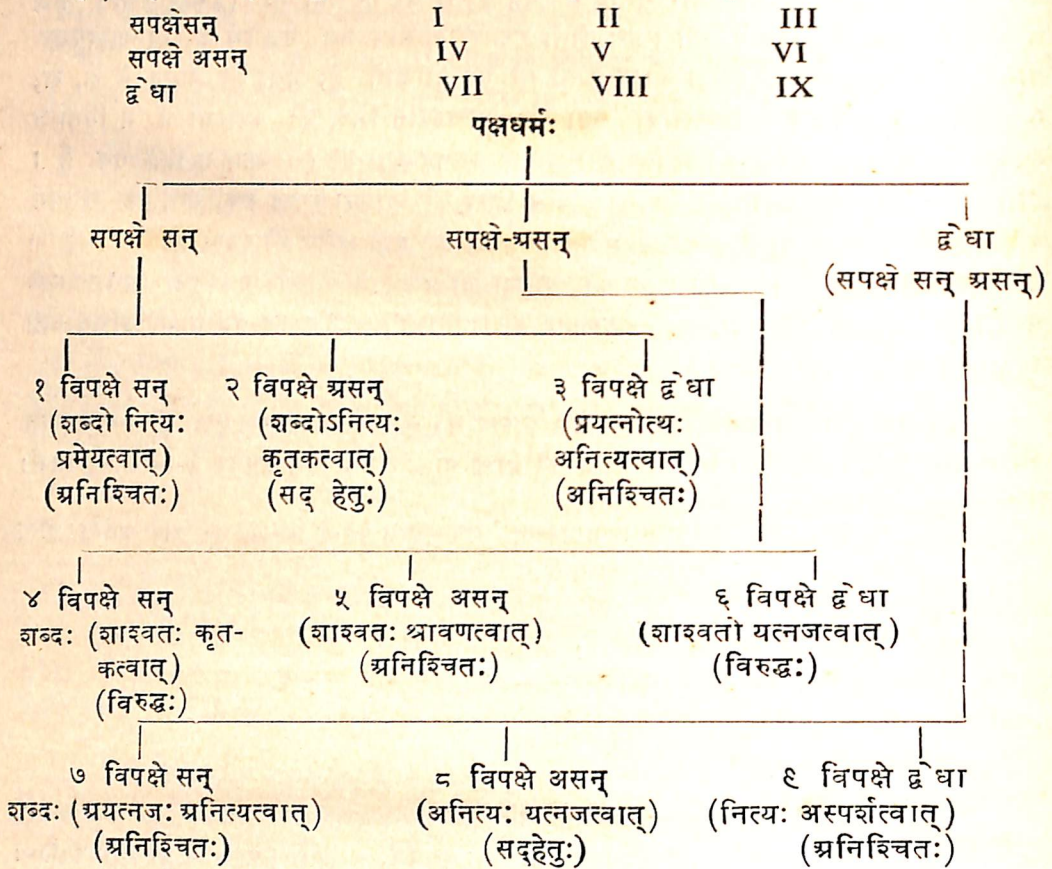 सपक्षेसन् I II III
सपक्षे असन् IV V VI
द्वेधा VII VIII IX
पक्षधर्मः
सपक्षे सन् सपक्षे-असन् द्वेधा
(सपक्षे सन् असन्)
१ विपक्षे सन् २ विपक्षे असन् ३ विपक्षे द्वेधा
(शब्दो नित्यः (शब्दोऽनित्यः (प्रयत्नोत्थः
प्रमेयत्वात्) कृतकत्वात्) अनित्यत्वात्)
(अनिश्चितः) (सद् हेतुः) (अनिश्चितः)
४ विपक्षे सन् ५ विपक्षे असन् ६ विपक्षे द्वेधा
शब्दः (शाश्वतः कृत- (शाश्वतः श्रावणत्वात्) (शाश्वतो यत्नजत्वात्)
कत्वात्) (अनिश्चितः) (विरुद्धः)
(विरुद्धः)
७ विपक्षे सन् ८ विपक्षे असन् ९ विपक्षे द्वेधा
शब्दः (अयत्नजः अनित्यत्वात्) (अनित्यः यत्नजत्वात्) (नित्यः अस्पर्शत्वात्)
(अनिश्चितः) (सद्हेतुः) (अनिश्चितः)